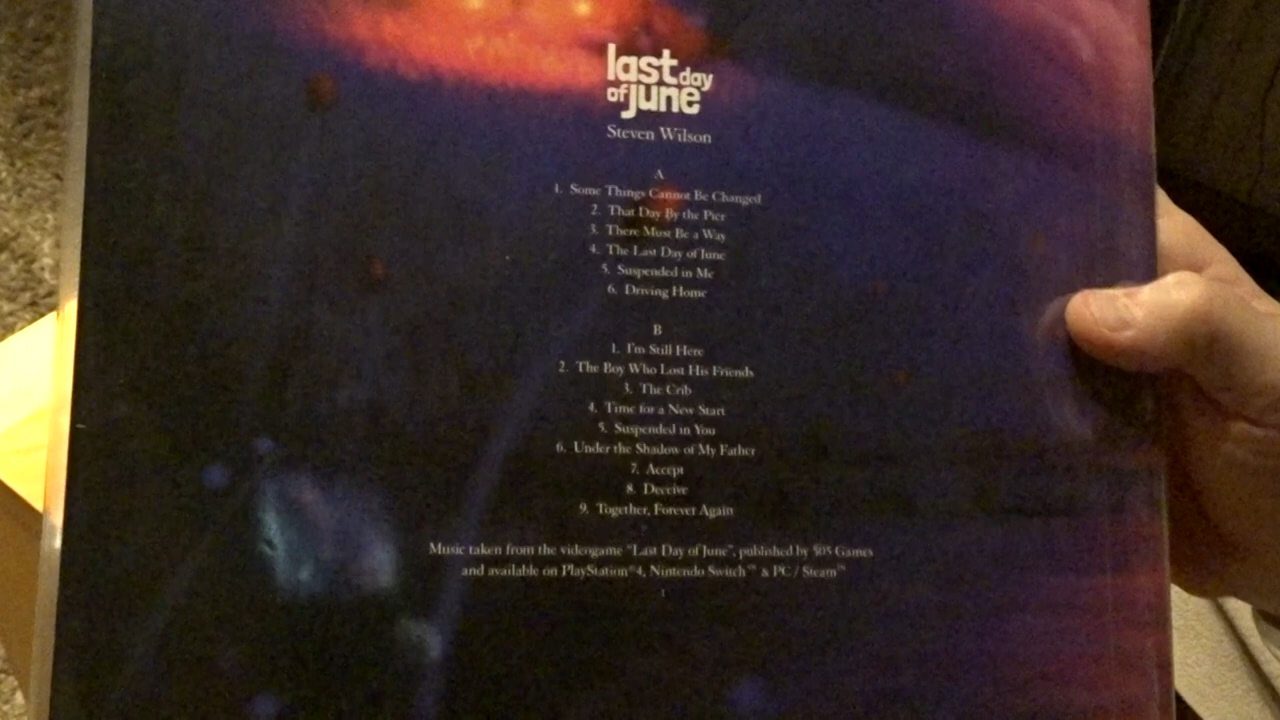 last day
of june
Steven Wilson
A
1. Some Things Cannot Be Changed
2. That Day By the Pier
3. There Must Be a Way
4. The Last Day of June
5. Suspended in Me
6. Driving Home
B
1. I'm Still Here
2. The Boy Who Lost His Friends
3. The Crib
4. Time for a New Start
5. Suspended in You
6. Under the Shadow of My Father
7. Accept
8. Deceive
9. Together, Forever Again
Music taken from the videogame "Last Day of June", published by 505 Games
and available on PlayStation®4, Nintendo Switch™ & PC / Steam™